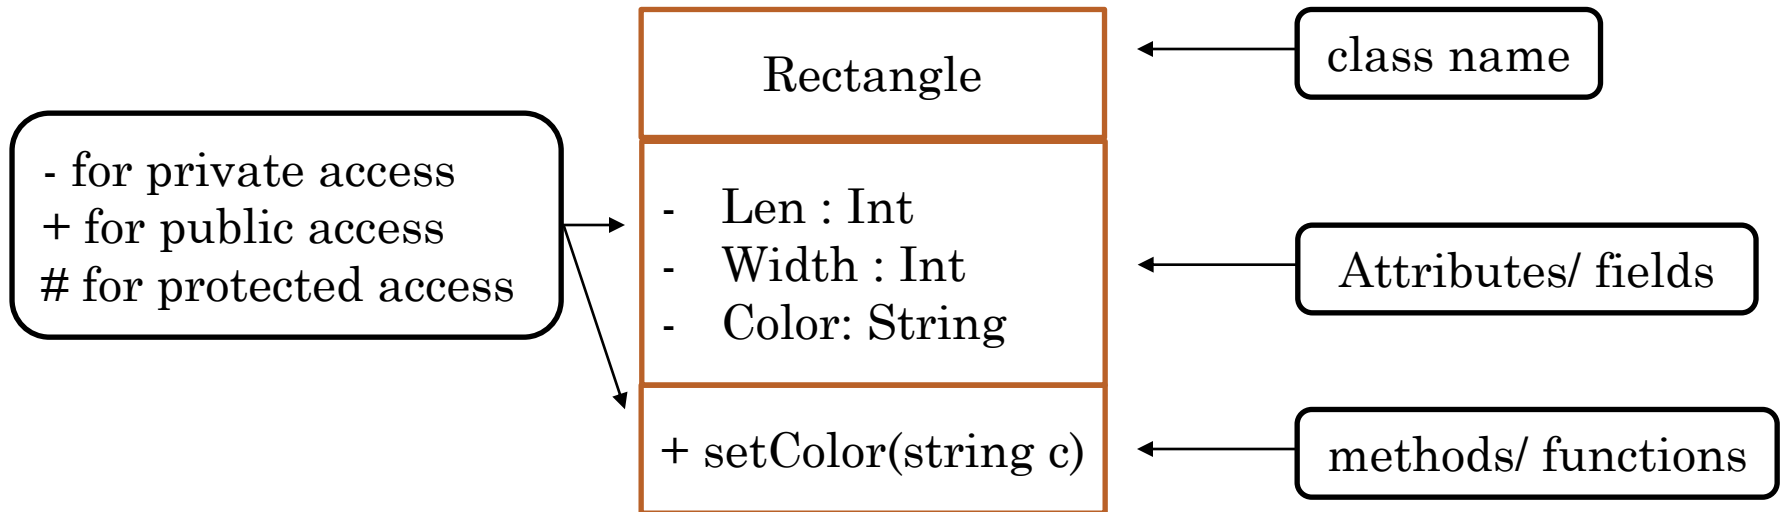 Rectangle
class name
- for private access
+ for public access
# for protected access
- Len : Int
- Width : Int
- Color: String
Attributes/ fields
+ setColor(string c)
methods/ functions